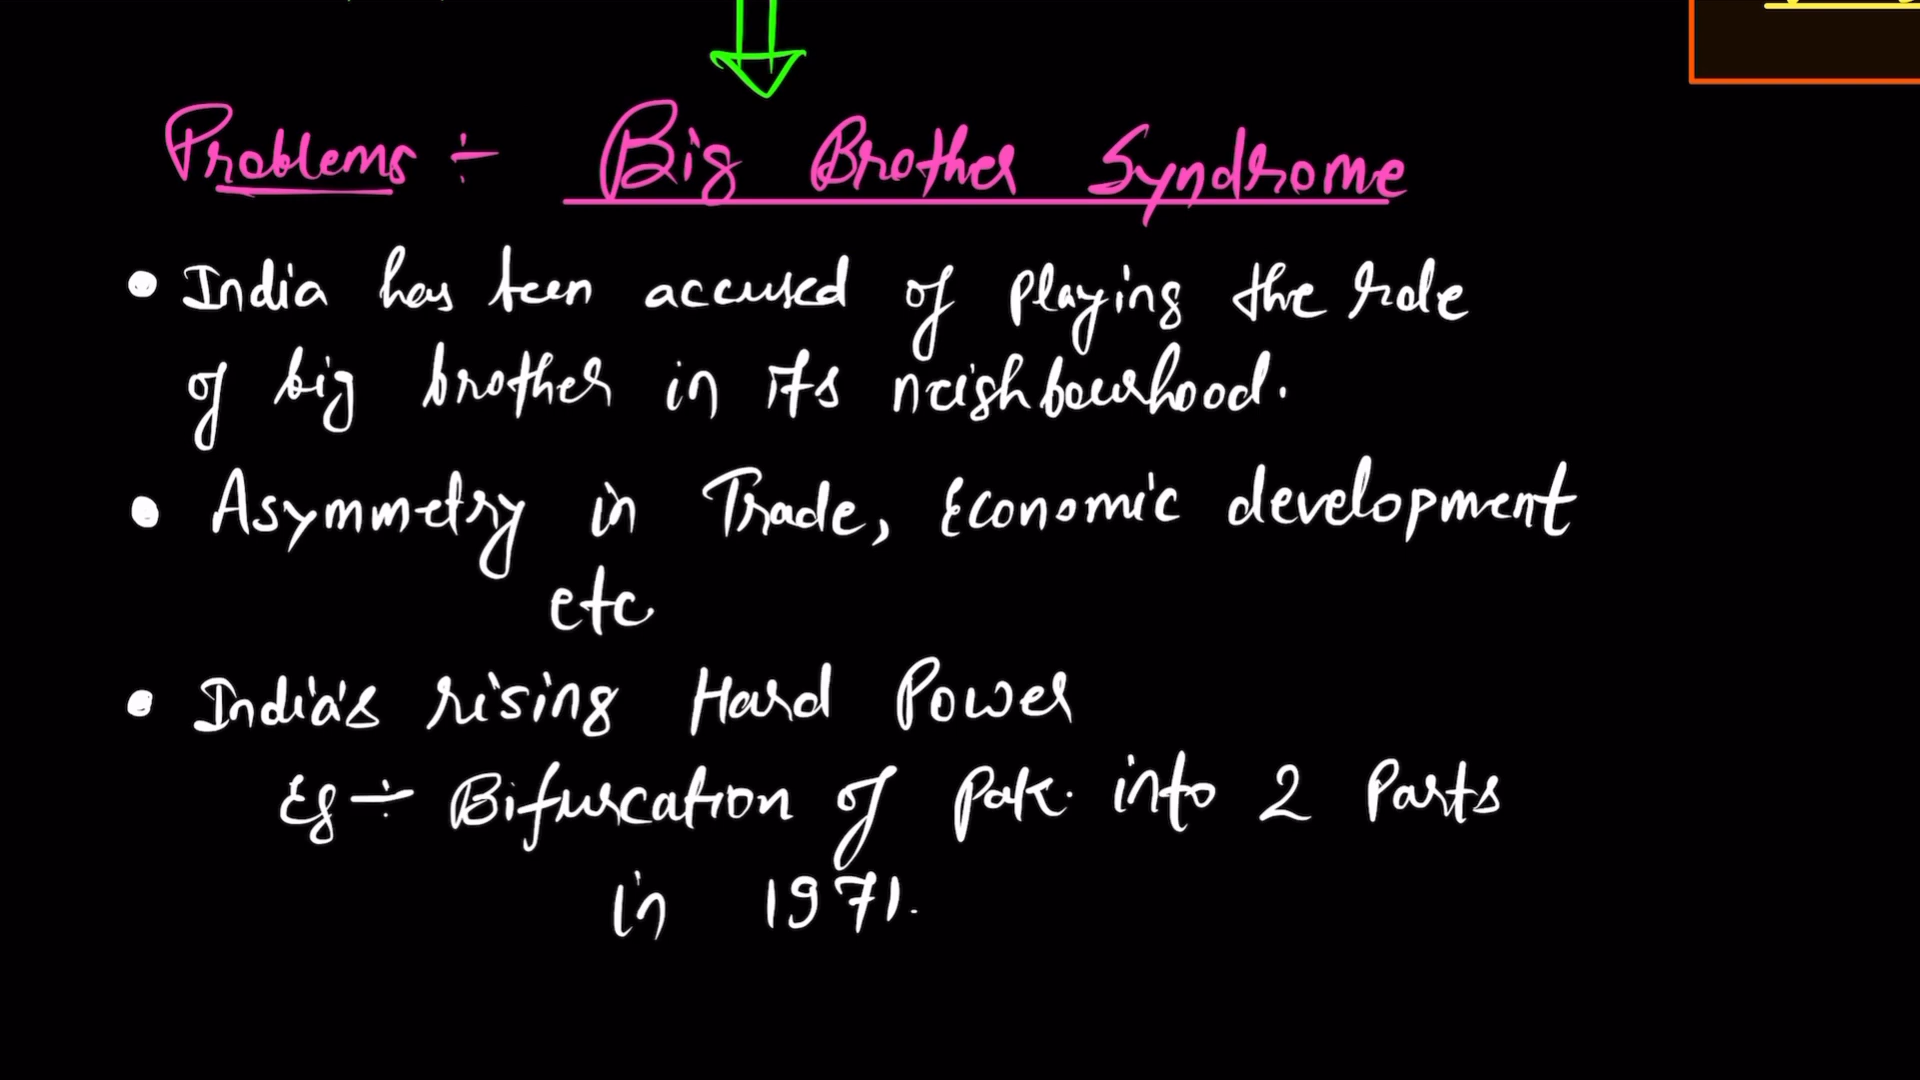 Problems :- Big Brother Syndrome
• India has been accused of playing the role
of big brother in its neighbourhood.
• Asymmetry in Trade, Economic development
etc
• India's rising Hard Power
Eg :- Bifurcation of Pak. into 2 Parts
in 1971.